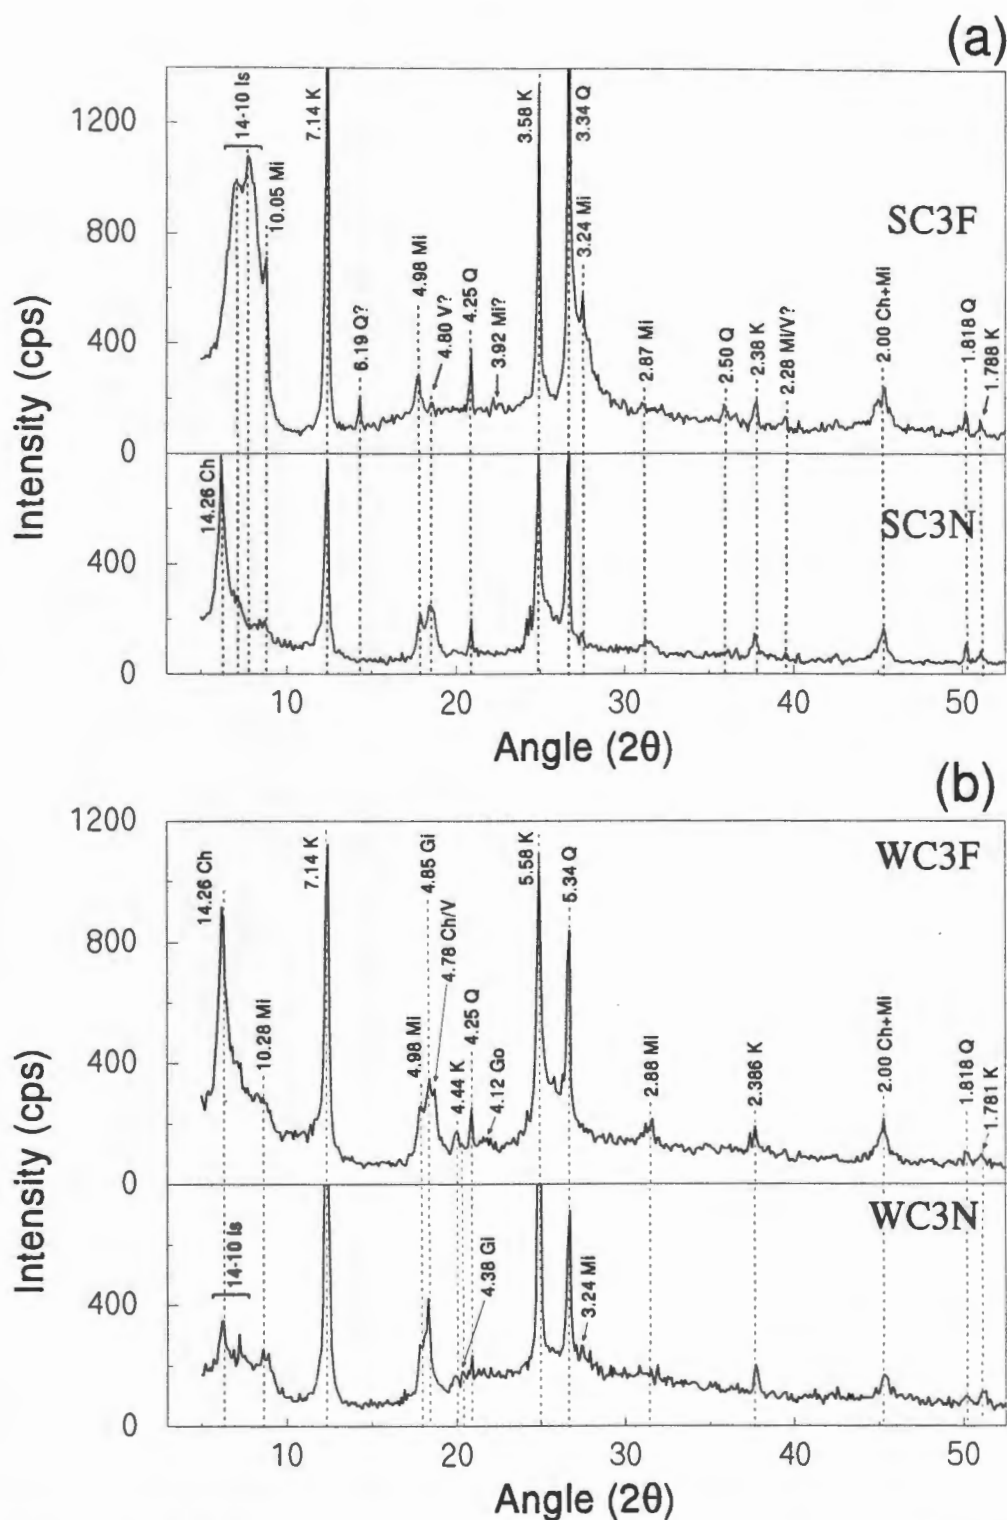 (a)
Intensity (cps)
1200
800
400
0
400
0
14-10 Is
10.05 Mi
7.14 K
6.19 Q?
4.98 Mi
4.80 V?
4.25 Q
3.92 Mi?
3.58 K
3.34 Q
3.24 Mi
2.87 Mi
2.50 Q
2.38 K
2.28 Mi/V?
2.00 Ch+Mi
1.818 Q
1.788 K
SC3F
14.26 Ch
SC3N
10
20
30
40
50
Angle (2θ)
(b)
Intensity (cps)
1200
800
400
0
400
0
14.26 Ch
10.28 Mi
7.14 K
4.98 Mi
4.85 Gi
4.78 Ch/V
4.44 K
4.25 Q
4.12 Go
5.58 K
5.34 Q
2.88 Mi
2.386 K
2.00 Ch+Mi
1.818 Q
1.781 K
WC3F
14-10 Is
4.38 Gi
3.24 Mi
WC3N
10
20
30
40
50
Angle (2θ)